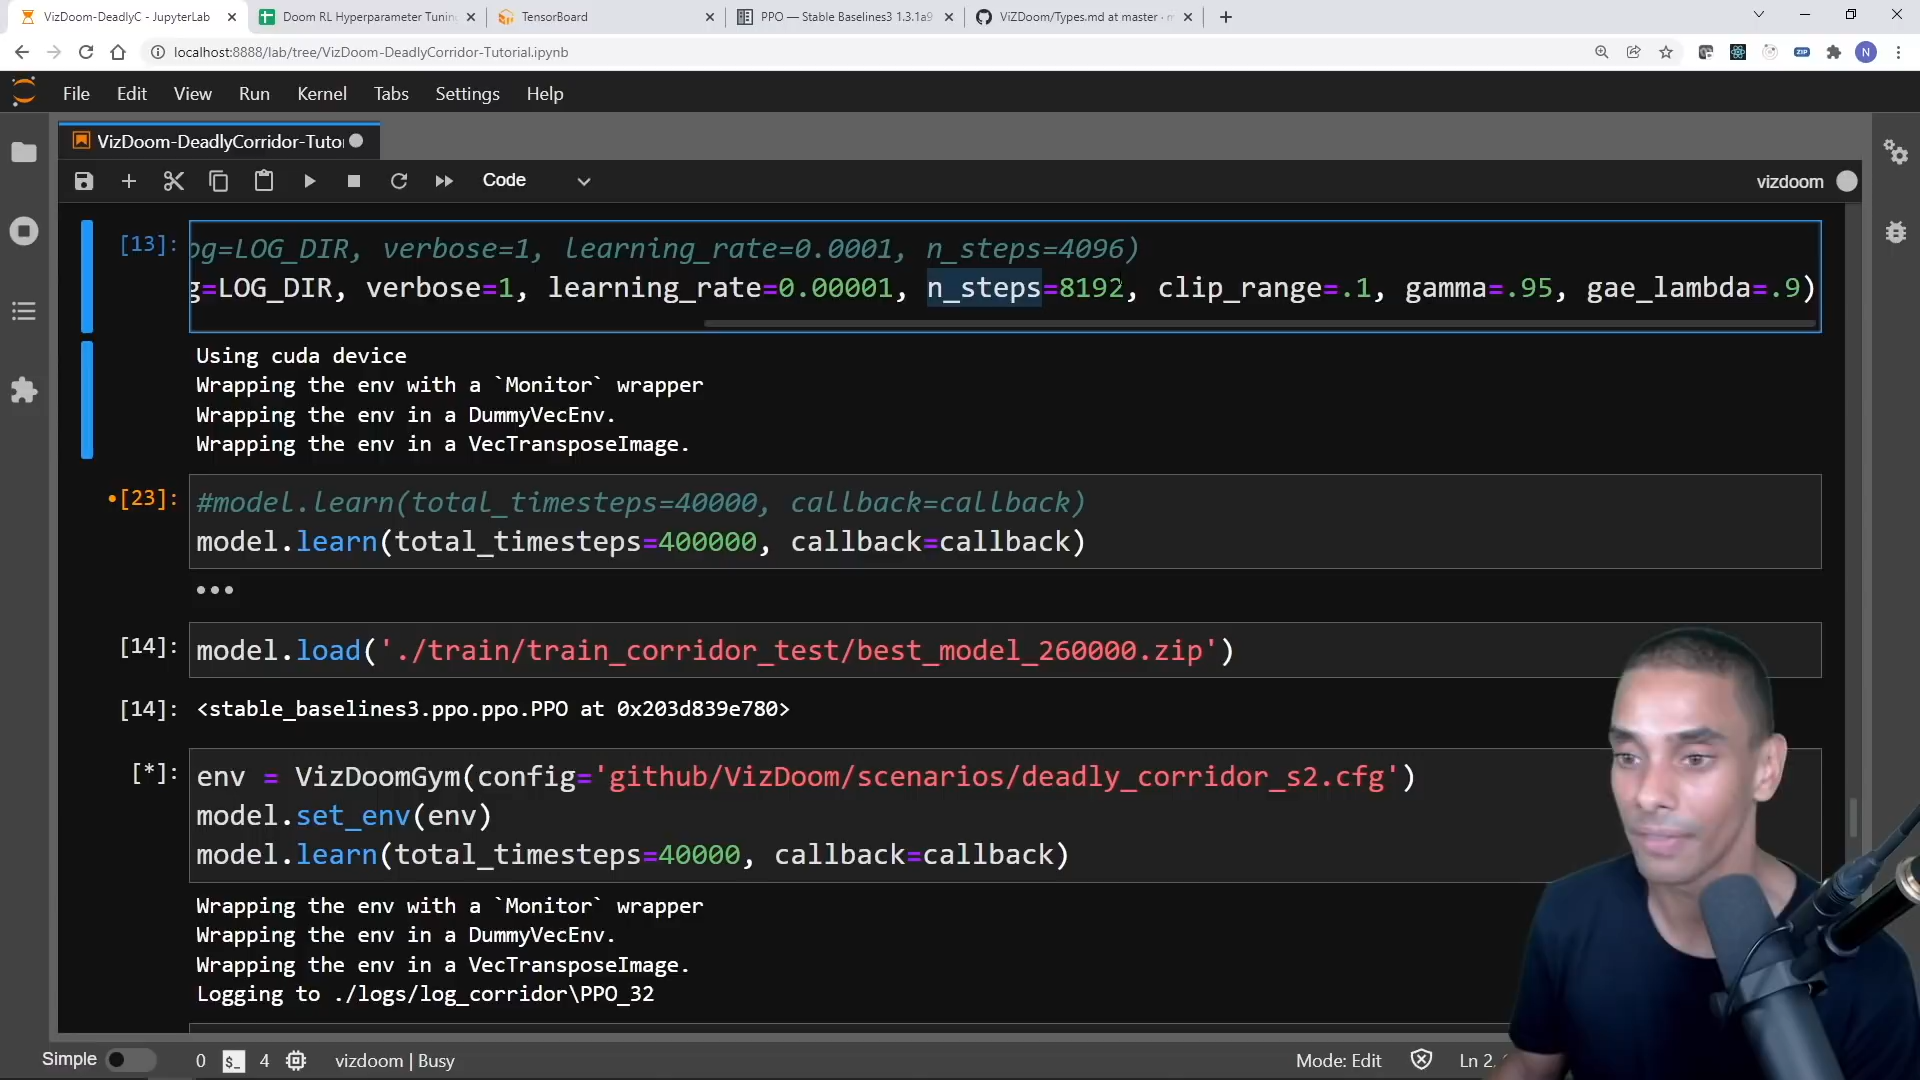 VizDoom-DeadlyC - JupyterLab
Doom RL Hyperparameter Tuning
TensorBoard
PPO — Stable Baselines3 1.3.1a9
ViZDoom/Types.md at master · m
localhost:8888/lab/tree/VizDoom-DeadlyCorridor-Tutorial.ipynb
ZIP
N
File Edit View Run Kernel Tabs Settings Help
VizDoom-DeadlyCorridor-Tutor
Code
vizdoom
[13]:
og=LOG_DIR, verbose=1, learning_rate=0.0001, n_steps=4096)
g=LOG_DIR, verbose=1, learning_rate=0.00001, n_steps=8192, clip_range=.1, gamma=.95, gae_lambda=.9)
Using cuda device
Wrapping the env with a `Monitor` wrapper
Wrapping the env in a DummyVecEnv.
Wrapping the env in a VecTransposeImage.
•[23]:
#model.learn(total_timesteps=40000, callback=callback)
model.learn(total_timesteps=400000, callback=callback)
•••
[14]:
model.load('./train/train_corridor_test/best_model_260000.zip')
[14]:
<stable_baselines3.ppo.ppo.PPO at 0x203d839e780>
[*]:
env = VizDoomGym(config='github/VizDoom/scenarios/deadly_corridor_s2.cfg')
model.set_env(env)
model.learn(total_timesteps=40000, callback=callback)
Wrapping the env with a `Monitor` wrapper
Wrapping the env in a DummyVecEnv.
Wrapping the env in a VecTransposeImage.
Logging to ./logs/log_corridor\PPO_32
Simple 0 $_ 4 vizdoom | Busy Mode: Edit Ln 2,